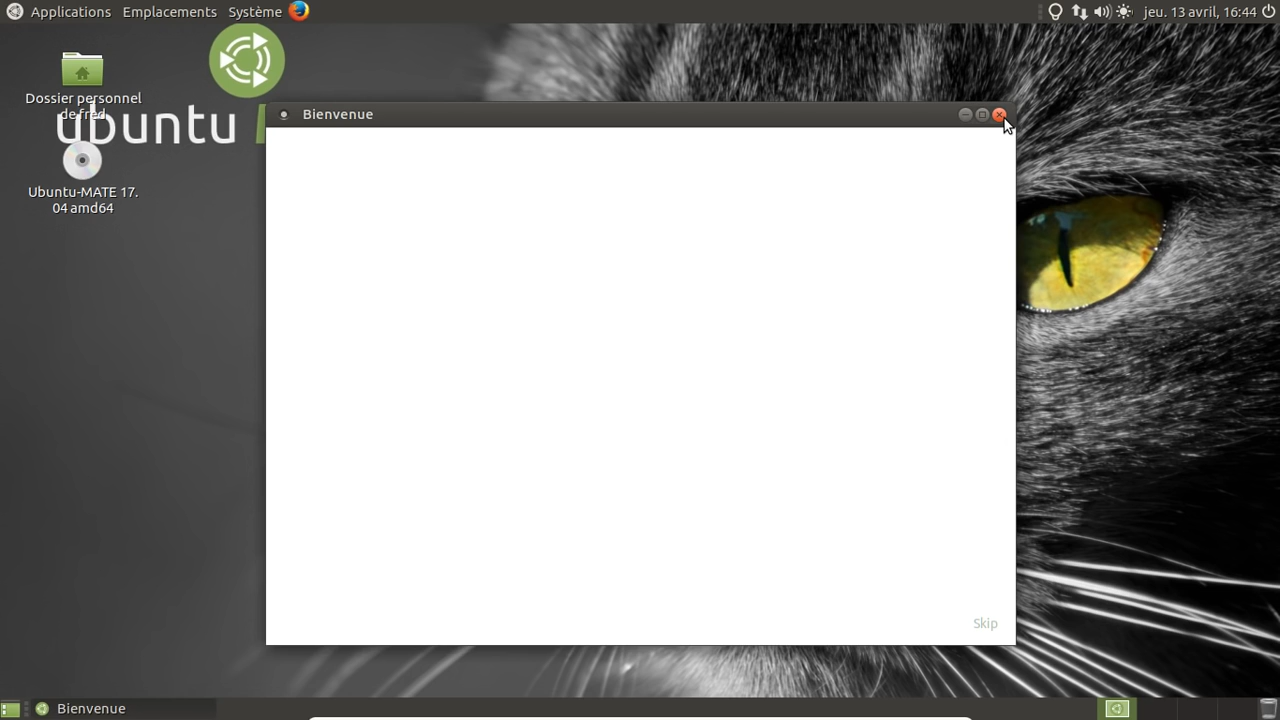 Applications Emplacements Système jeu. 13 avril, 16:44
Dossier personnel
de fred
ubuntu
Bienvenue
Ubuntu-MATE 17.
04 amd64
Skip
Bienvenue